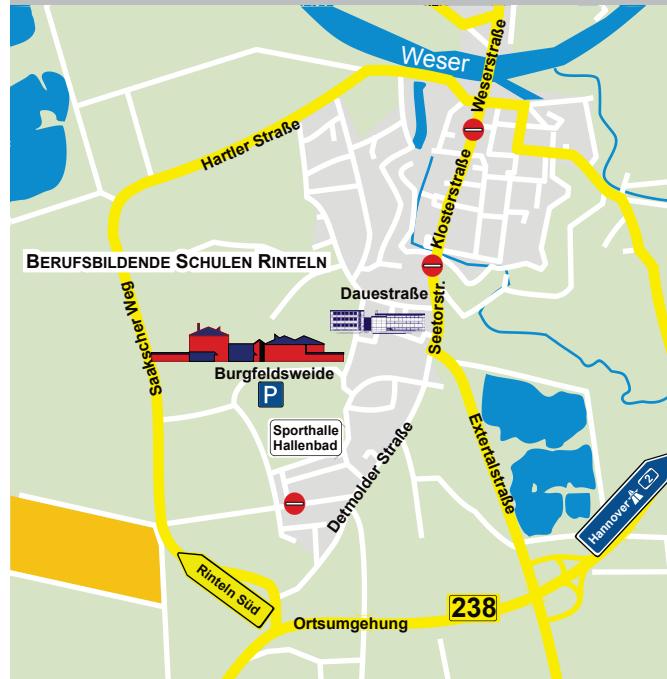 Weser
Weserstraße
Hartler Straße
Klosterstraße
BERUFSBILDENDE SCHULEN RINTELN
Saakscher Weg
Dauestraße
Seetorstr.
Burgfeldsweide
P
Sporthalle
Hallenbad
Detmolder Straße
Extertalstraße
Hannover 2
Rinteln Süd
238
Ortsumgehung